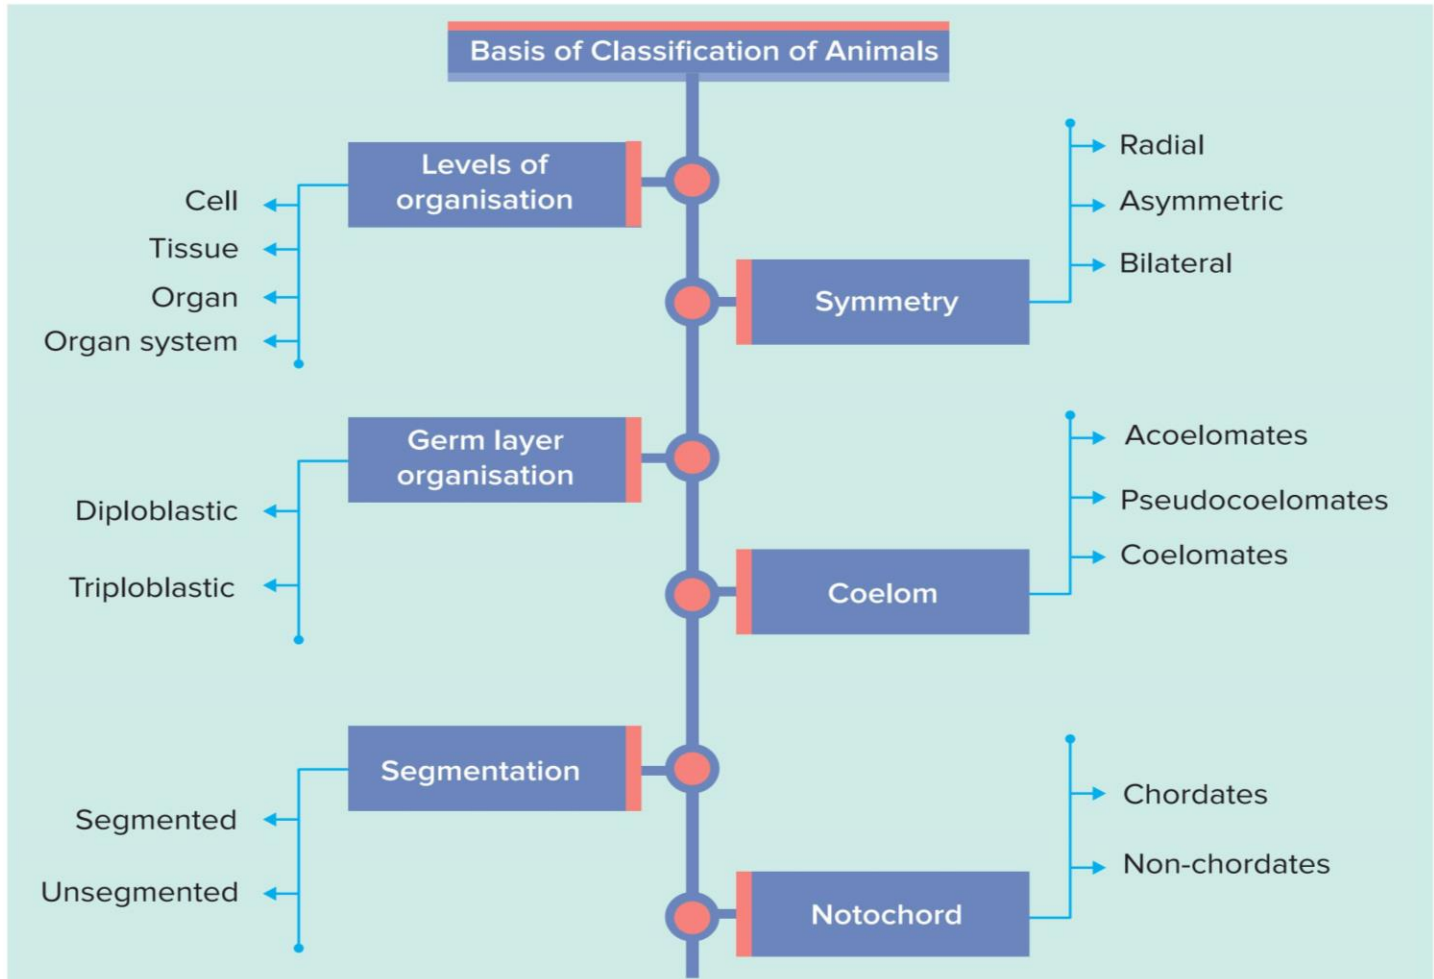 Basis of Classification of Animals
Levels of
organisation
Cell
Tissue
Organ
Organ system
Symmetry
Radial
Asymmetric
Bilateral
Germ layer
organisation
Diploblastic
Triploblastic
Coelom
Acoelomates
Pseudocoelomates
Coelomates
Segmentation
Segmented
Unsegmented
Notochord
Chordates
Non-chordates